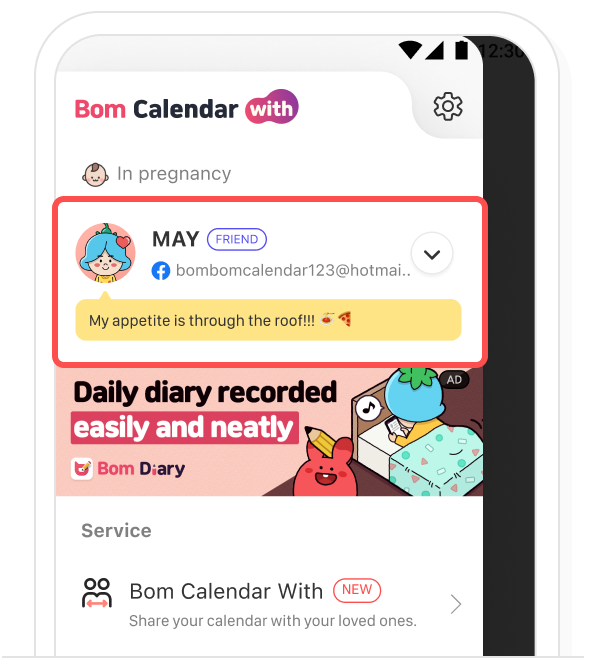 12:30
Bom Calendar with
In pregnancy
MAY FRIEND
bombomcalendar123@hotmai..
My appetite is through the roof!!!
AD
Daily diary recorded
easily and neatly
Bom Diary
Service
Bom Calendar With NEW
Share your calendar with your loved ones.